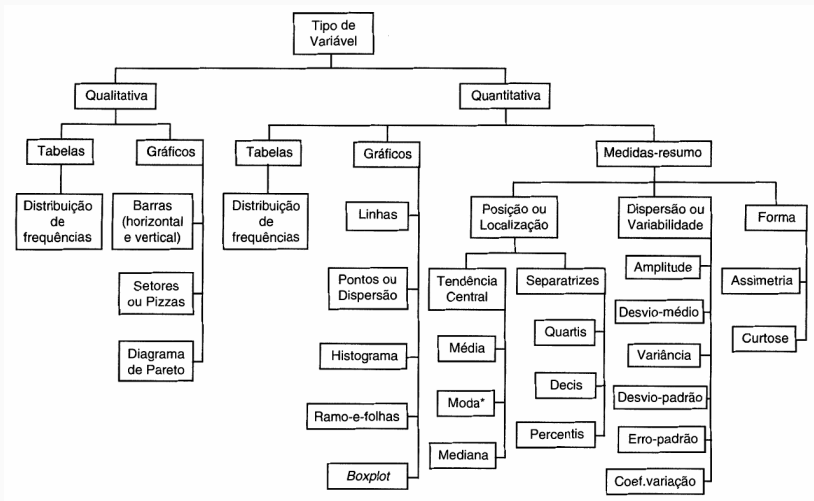 Tipo de
Variável
Qualitativa
Quantitativa
Tabelas
Gráficos
Tabelas
Gráficos
Medidas-resumo
Distribuição
de
frequências
Barras
(horizontal
e vertical)
Setores
ou Pizzas
Diagrama
de Pareto
Distribuição
de
frequências
Linhas
Pontos ou
Dispersão
Histograma
Ramo-e-folhas
Boxplot
Posição ou
Localização
Dispersão ou
Variabilidade
Forma
Tendência
Central
Média
Moda*
Mediana
Separatrizes
Quartis
Decis
Percentis
Amplitude
Desvio-médio
Variância
Desvio-padrão
Erro-padrão
Coef.variação
Assimetria
Curtose